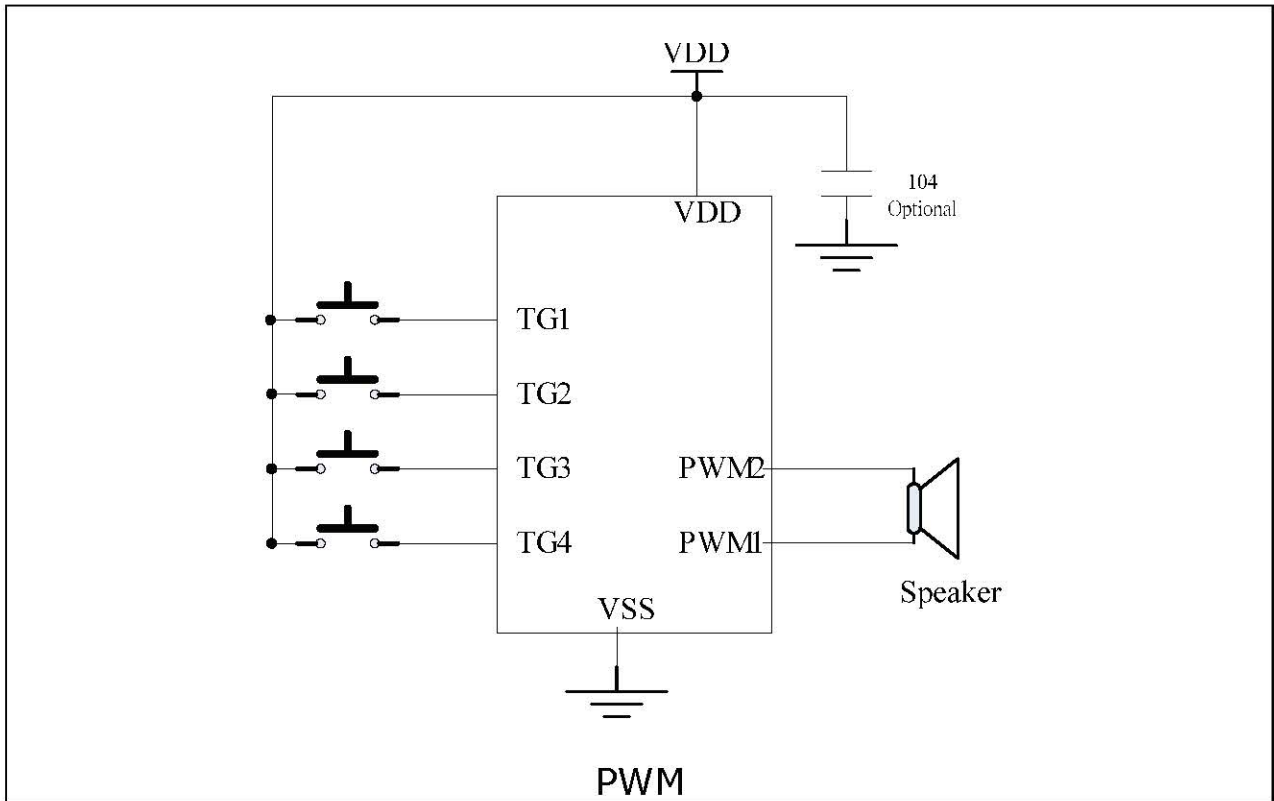 VDD
104
Optional
VDD
TG1
TG2
TG3
PWM2
TG4
PWM1
Speaker
VSS
PWM